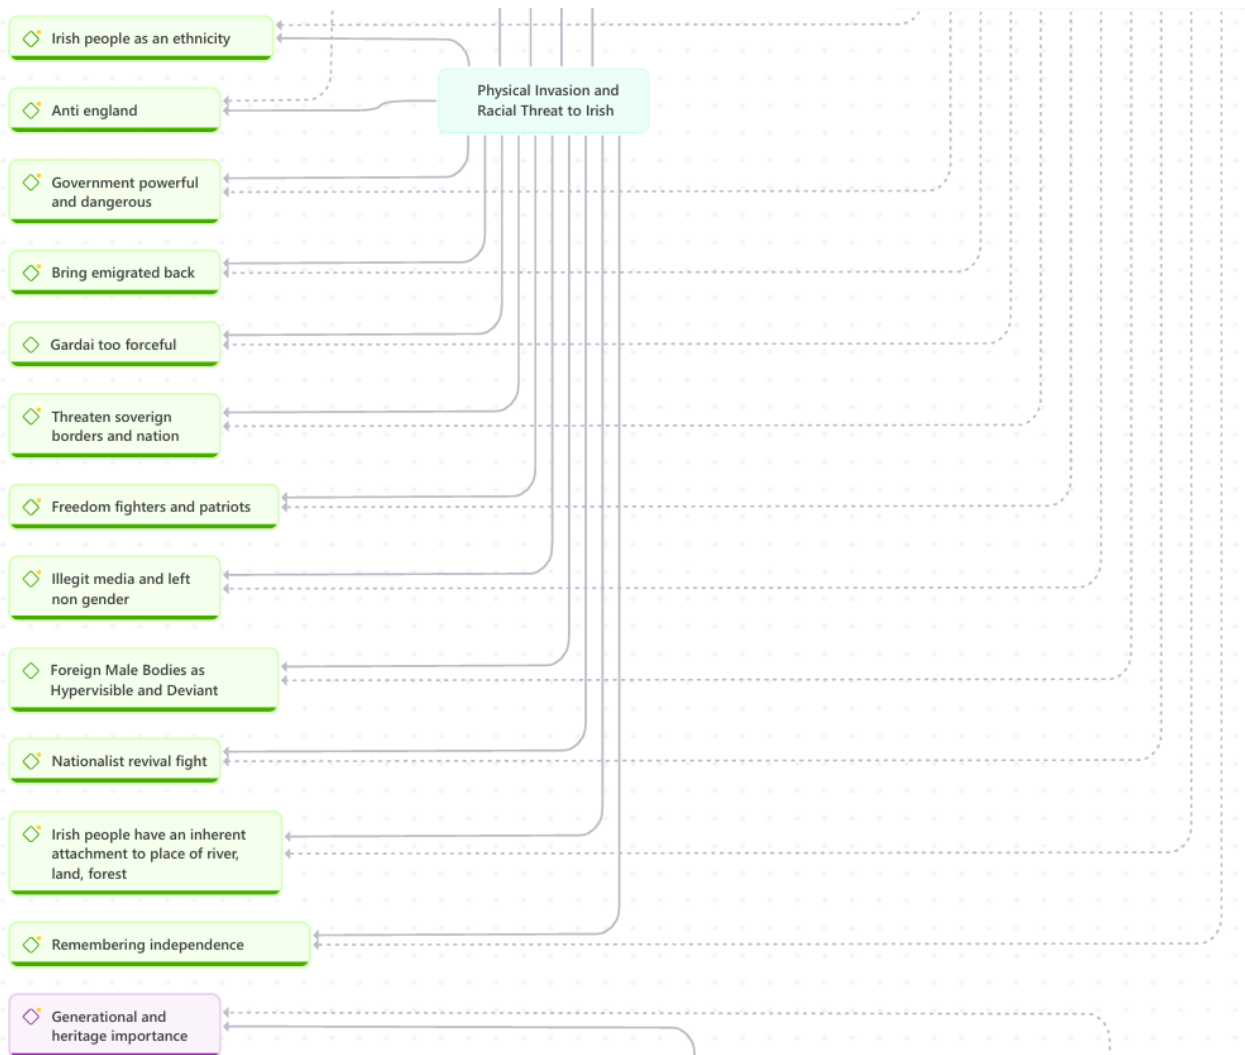 Irish people as an ethnicity
Physical Invasion and
Racial Threat to Irish
Anti england
Government powerful
and dangerous
Bring emigrated back
Gardai too forceful
Threaten soverign
borders and nation
Freedom fighters and patriots
Illegit media and left
non gender
Foreign Male Bodies as
Hypervisible and Deviant
Nationalist revival fight
Irish people have an inherent
attachment to place of river,
land, forest
Remembering independence
Generational and
heritage importance